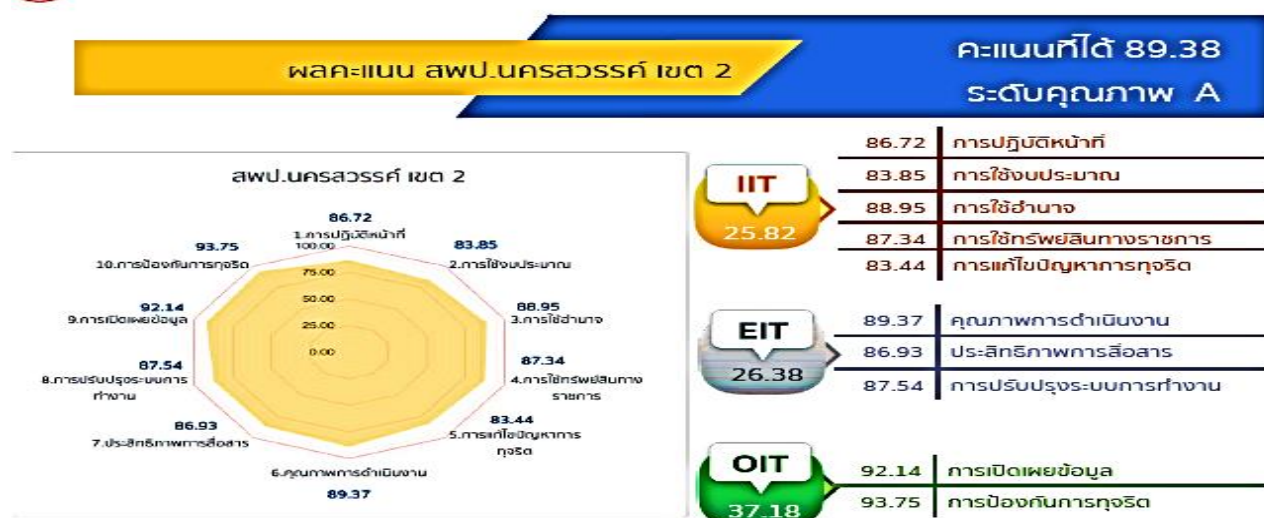 ผลคะแนน สพป.นครสวรรค์ เขต 2
คะแนนที่ได้ 89.38
ระดับคุณภาพ A
สพป.นครสวรรค์ เขต 2
86.72
1.การปฏิบัติหน้าที่
83.85
2.การใช้งบประมาณ
88.95
3.การใช้อำนาจ
87.34
4.การใช้ทรัพย์สินทาง
ราชการ
83.44
5.การแก้ไขปัญหาการ
ทุจริต
6.คุณภาพการดำเนินงาน
89.37
86.93
7.ประสิทธิภาพการสื่อสาร
87.54
8.การปรับปรุงระบบการ
ทำงาน
92.14
9.การเปิดเผยข้อมูล
93.75
10.การป้องกันการทุจริต
100.00
75.00
50.00
25.00
0.00
IIT
25.82
86.72 การปฏิบัติหน้าที่
83.85 การใช้งบประมาณ
88.95 การใช้อำนาจ
87.34 การใช้ทรัพย์สินทางราชการ
83.44 การแก้ไขปัญหาการทุจริต
EIT
26.38
89.37 คุณภาพการดำเนินงาน
86.93 ประสิทธิภาพการสื่อสาร
87.54 การปรับปรุงระบบการทำงาน
OIT
37.18
92.14 การเปิดเผยข้อมูล
93.75 การป้องกันการทุจริต